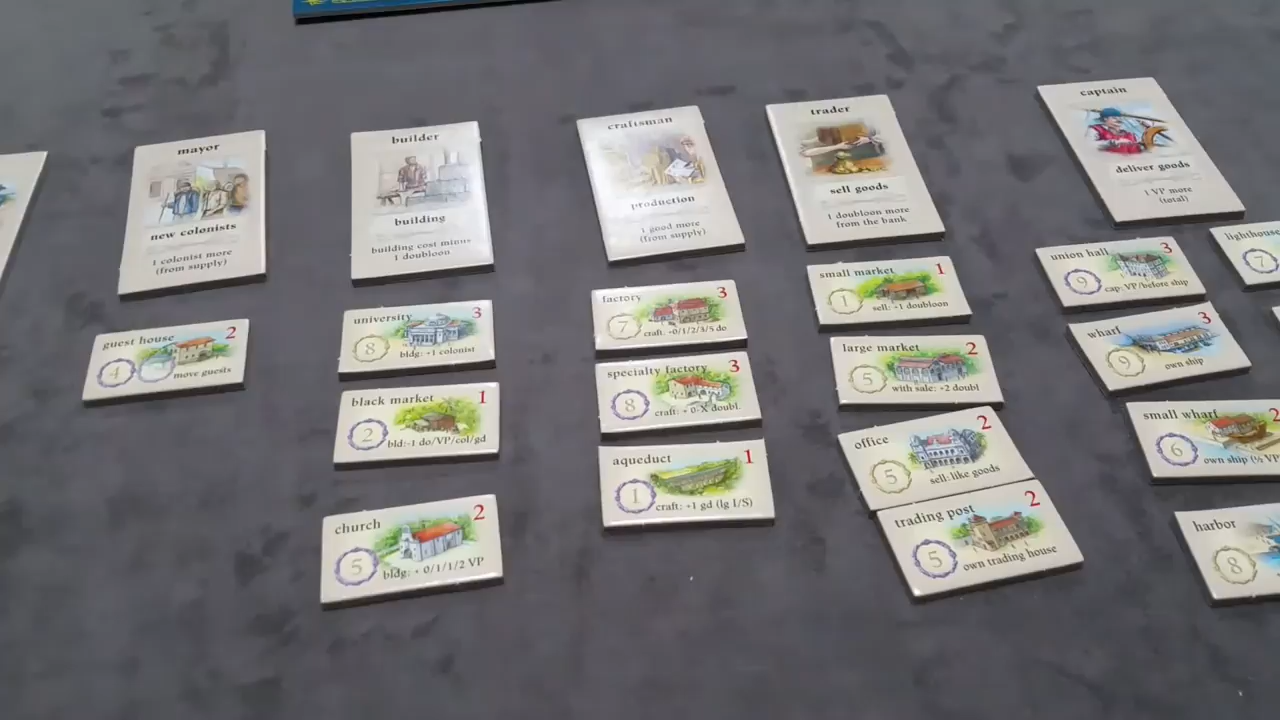 mayor
new colonists
1 colonist more
(from supply)
guest house
2
4
move guests
builder
building
building cost minus
1 doubloon
university
3
8
bldg: +1 colonist
black market
1
2
bld:-1 do/VP/col/gd
church
2
5
bldg: + 0/1/1/2 VP
craftsman
production
1 good more
(from supply)
factory
3
7
craft: +0/1/2/3/5 do
specialty factory
3
8
craft: + 0-X doubl.
aqueduct
1
1
craft: +1 gd (lg I/S)
trader
sell goods
1 doubloon more
from the bank
small market
1
1
sell: +1 doubloon
large market
2
5
with sale: +2 doubl
office
2
5
sell: like goods
trading post
2
5
own trading house
captain
deliver goods
1 VP more
(total)
union hall
3
9
cap: VP/before ship
wharf
3
9
own ship
small wharf
2
6
own ship (½ VP
harbor
8
lighthouse
7